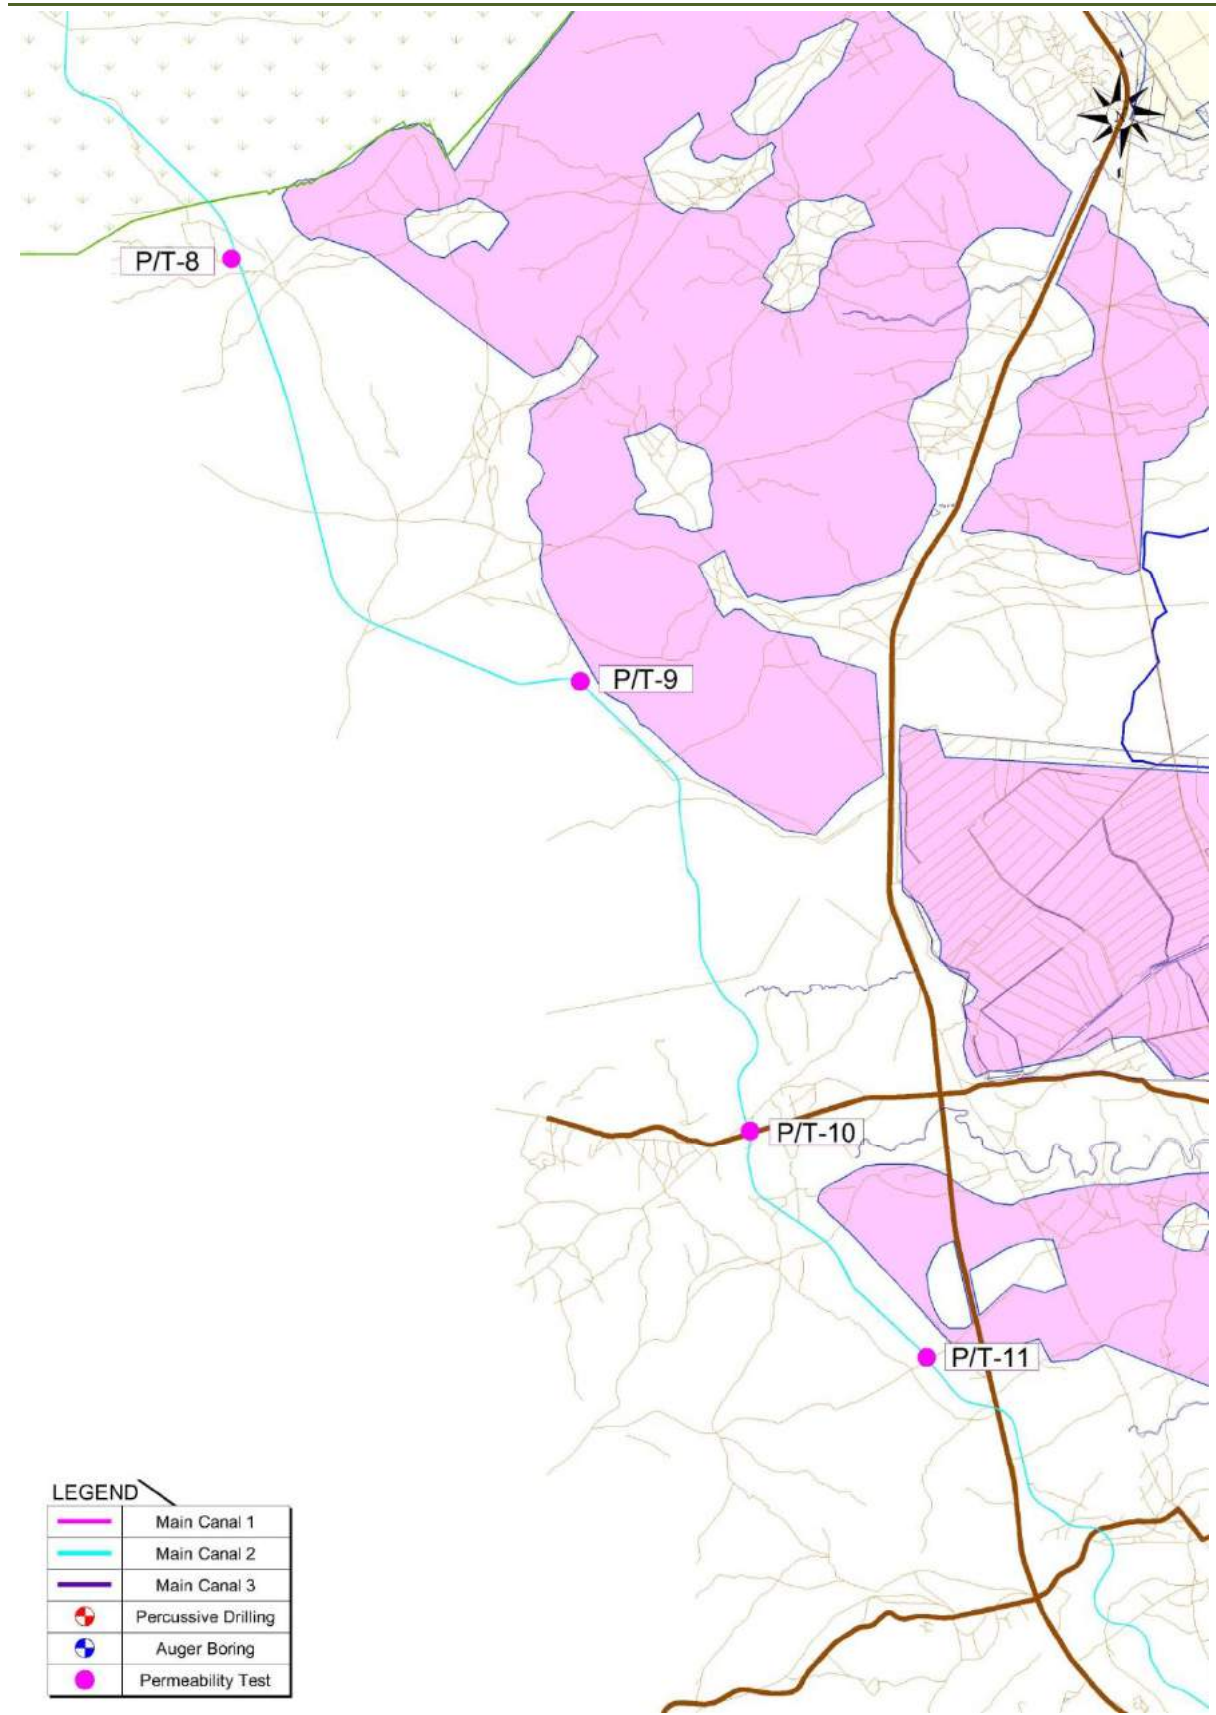 P/T-8
P/T-9
P/T-10
P/T-11
LEGEND
Main Canal 1
Main Canal 2
Main Canal 3
Percussive Drilling
Auger Boring
Permeability Test